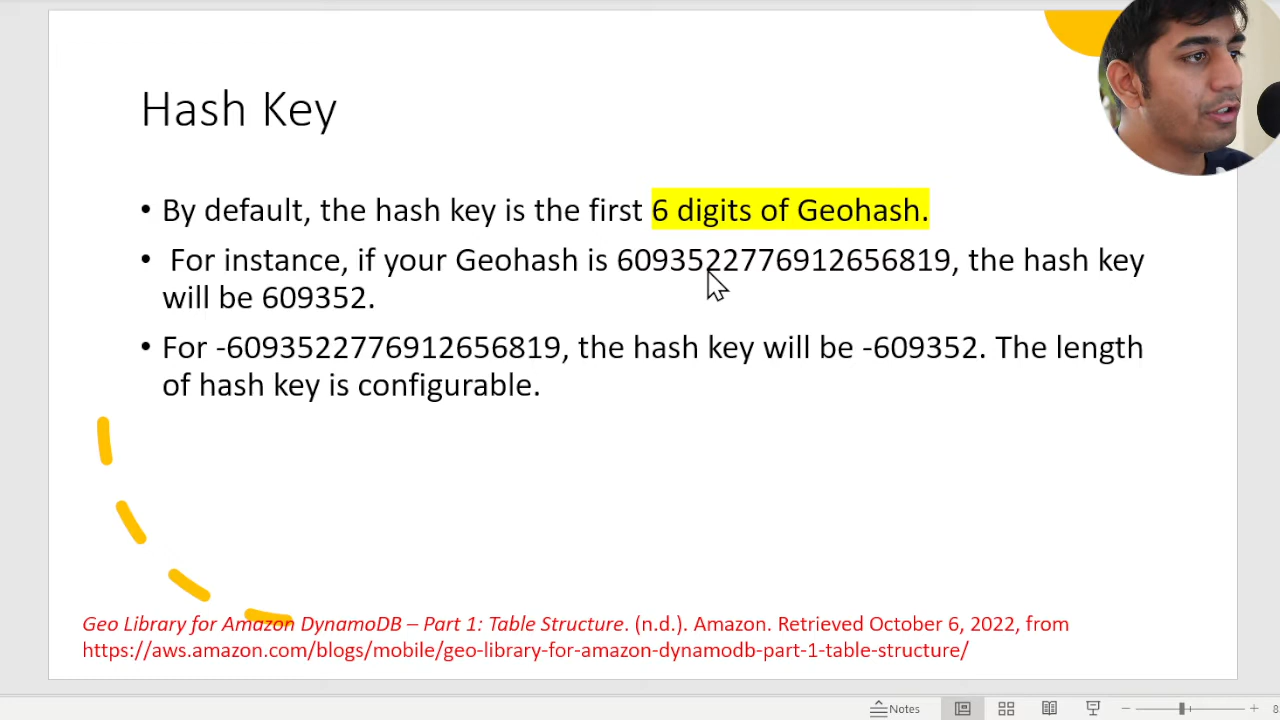 Hash Key
• By default, the hash key is the first 6 digits of Geohash.
• For instance, if your Geohash is 6093522776912656819, the hash key
will be 609352.
• For -6093522776912656819, the hash key will be -609352. The length
of hash key is configurable.
Geo Library for Amazon DynamoDB – Part 1: Table Structure. (n.d.). Amazon. Retrieved October 6, 2022, from
https://aws.amazon.com/blogs/mobile/geo-library-for-amazon-dynamodb-part-1-table-structure/
Notes
8